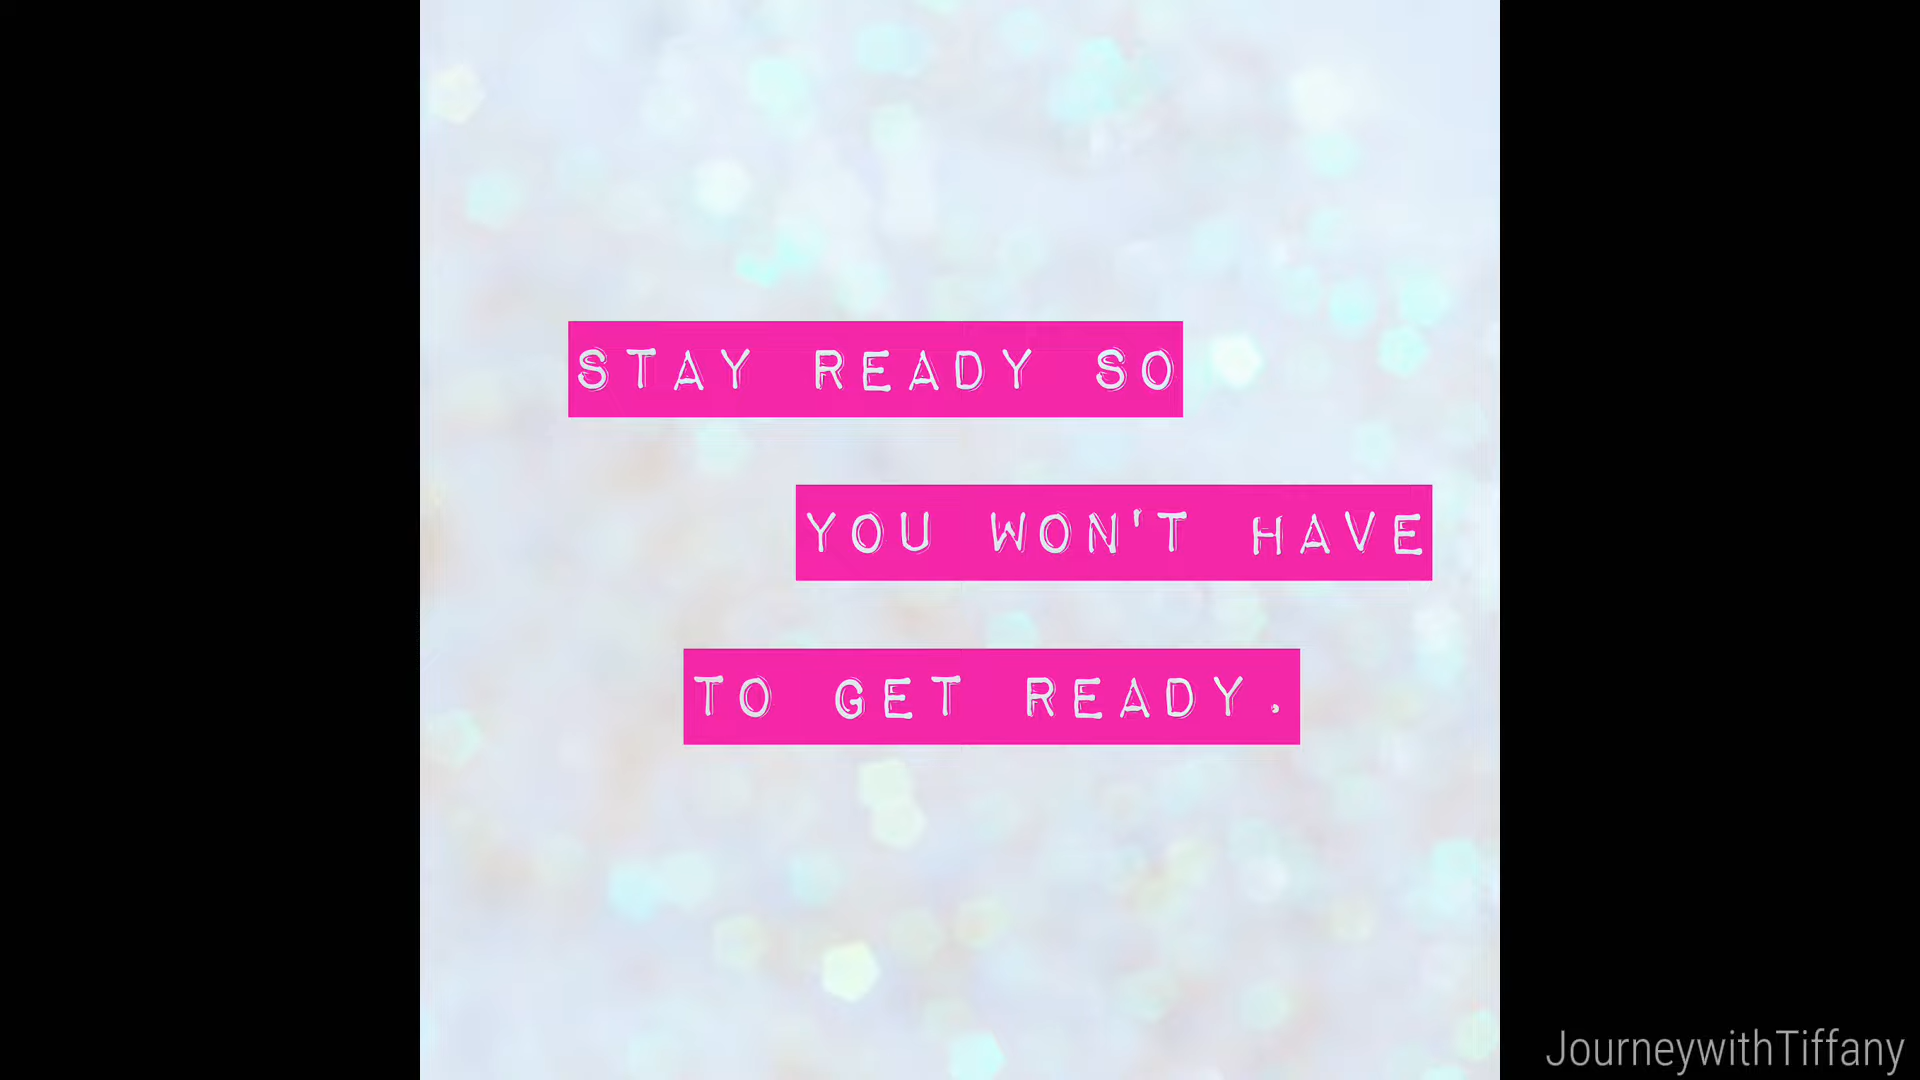 STAY READY SO
YOU WON'T HAVE
TO GET READY.
JourneywithTiffany